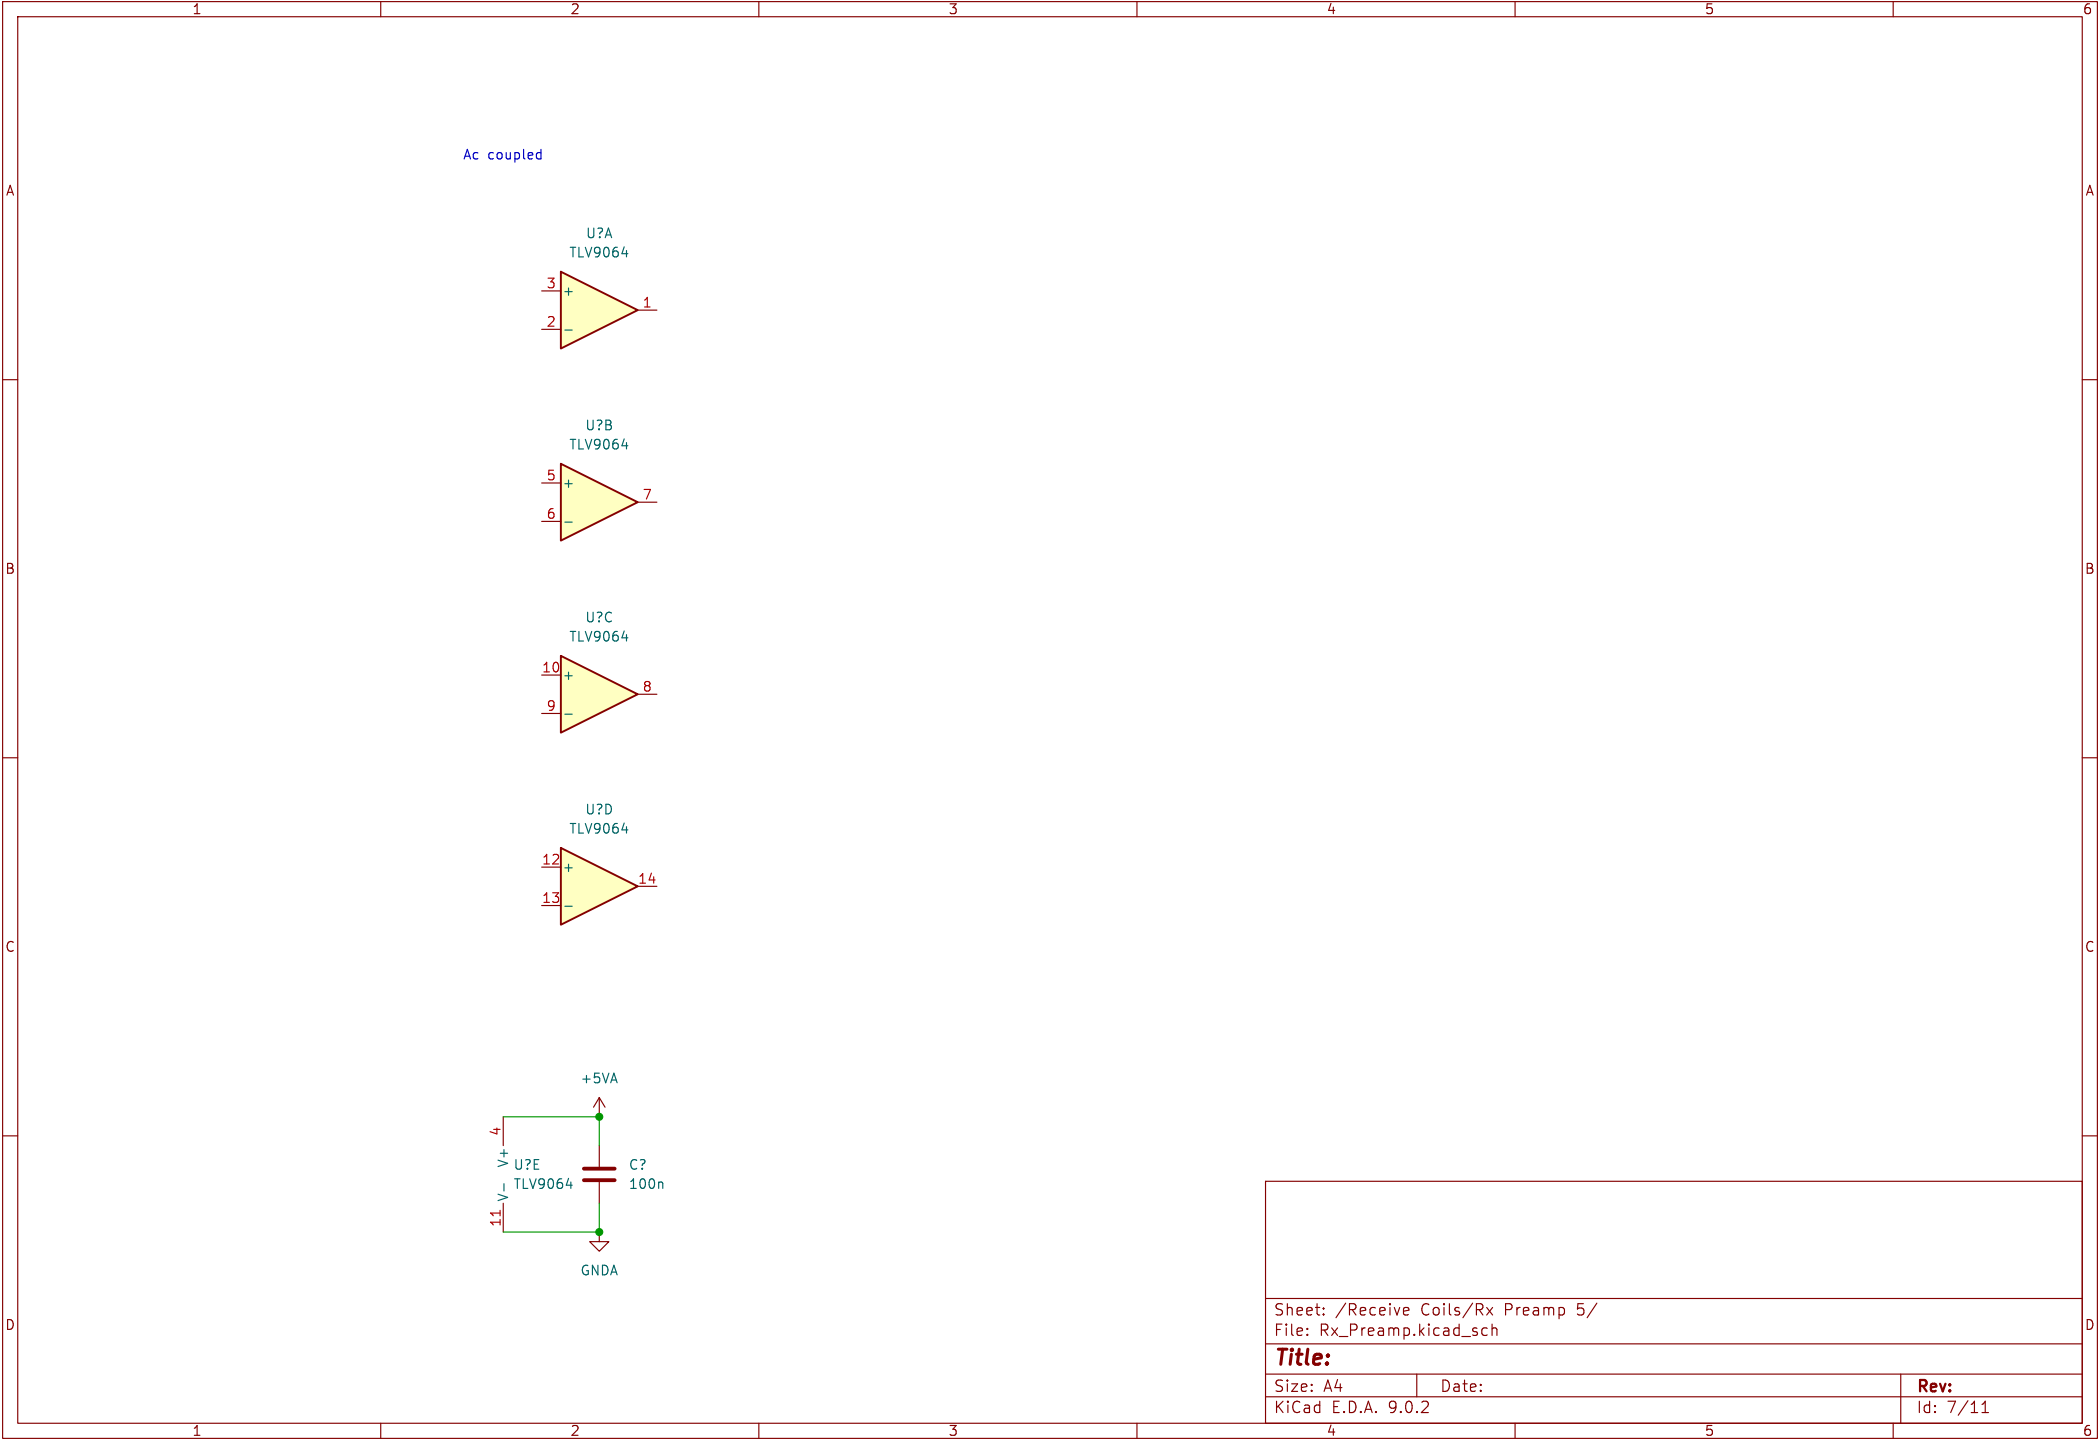 1 2 3 4 5 6
A A
Ac coupled
U?A
TLV9064
3 +
1
2 −
U?B
TLV9064
5 +
7
6 −
B B
U?C
TLV9064
10 +
8
9 −
U?D
TLV9064
12 +
14
13 −
C C
+5VA
4
V+
U?E
TLV9064
V-
11
C?
100n
GNDA
Sheet: /Receive Coils/Rx Preamp 5/
File: Rx_Preamp.kicad_sch
D D
Title:
Size: A4
Date:
Rev:
KiCad E.D.A. 9.0.2
Id: 7/11
1 2 3 4 5 6